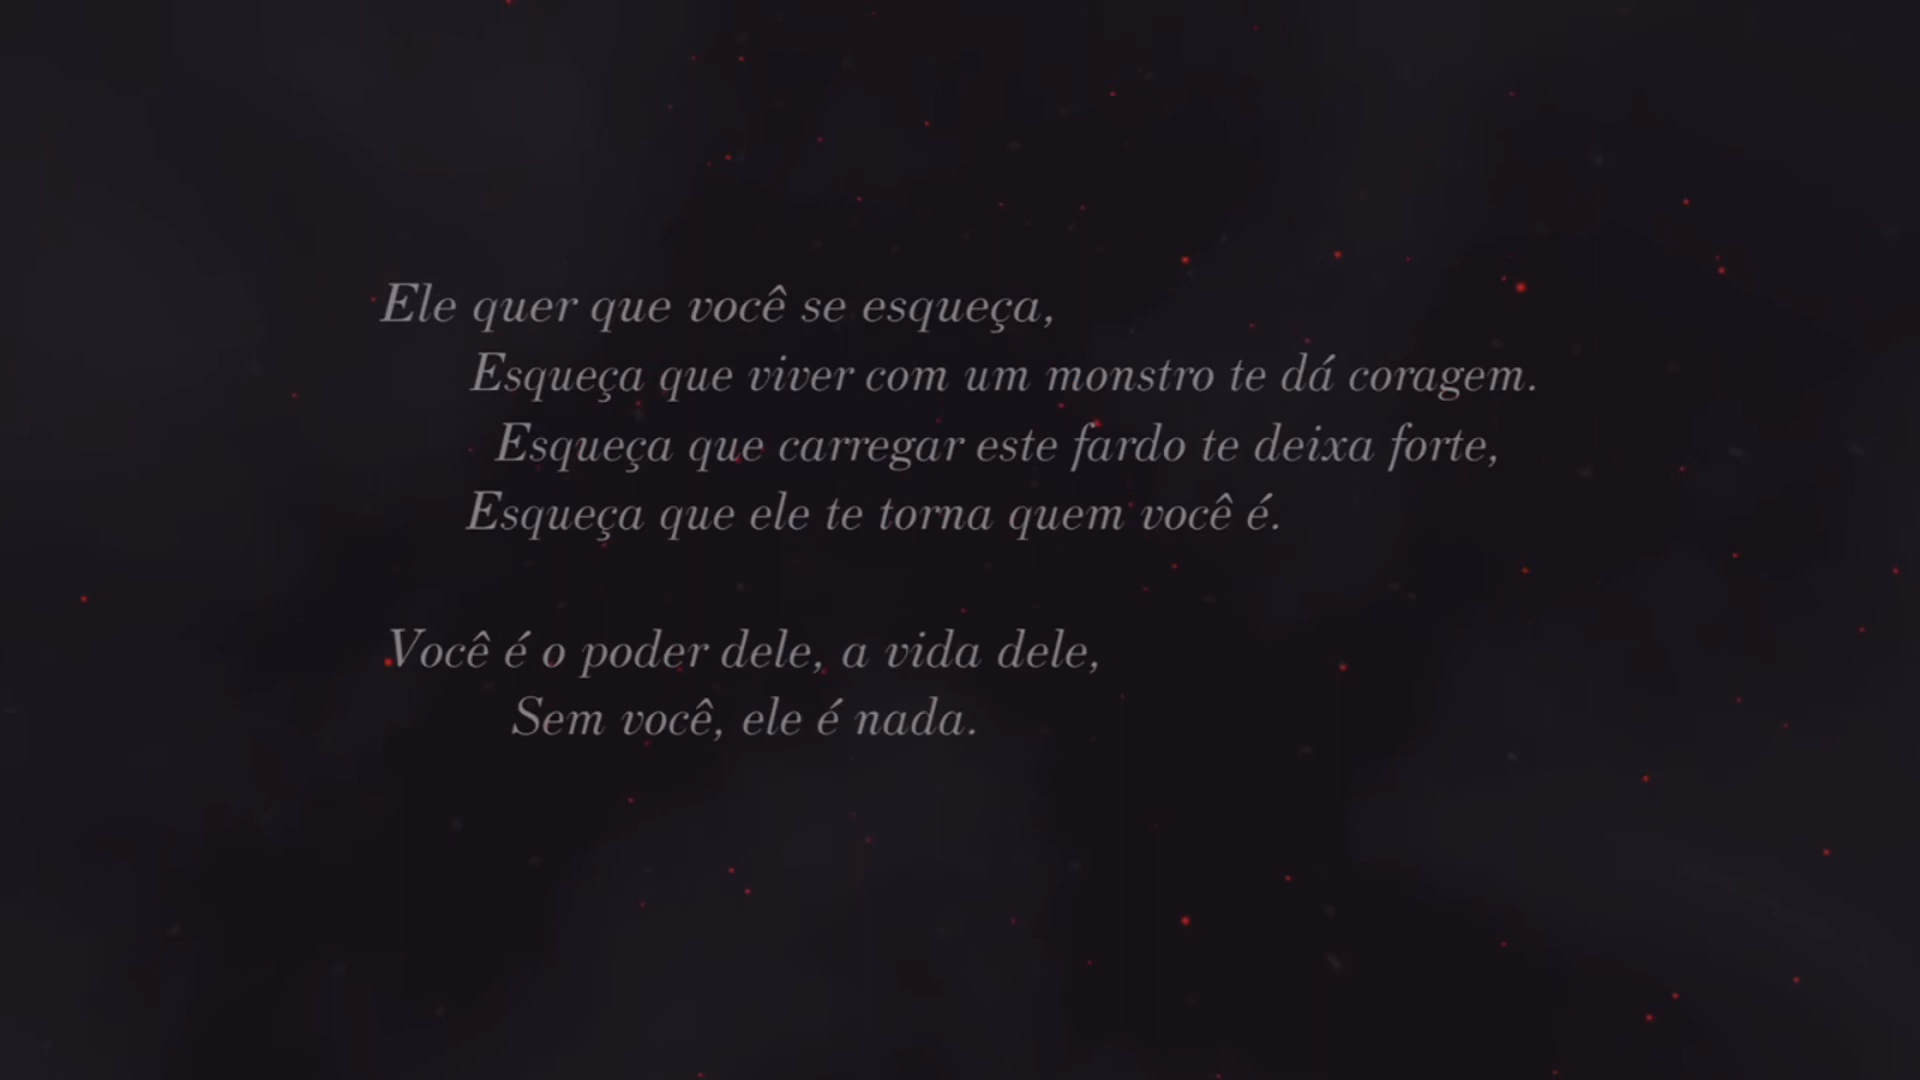 Ele quer que você se esqueça,
Esqueça que viver com um monstro te dá coragem.
Esqueça que carregar este fardo te deixa forte,
Esqueça que ele te torna quem você é.
Você é o poder dele, a vida dele,
Sem você, ele é nada.